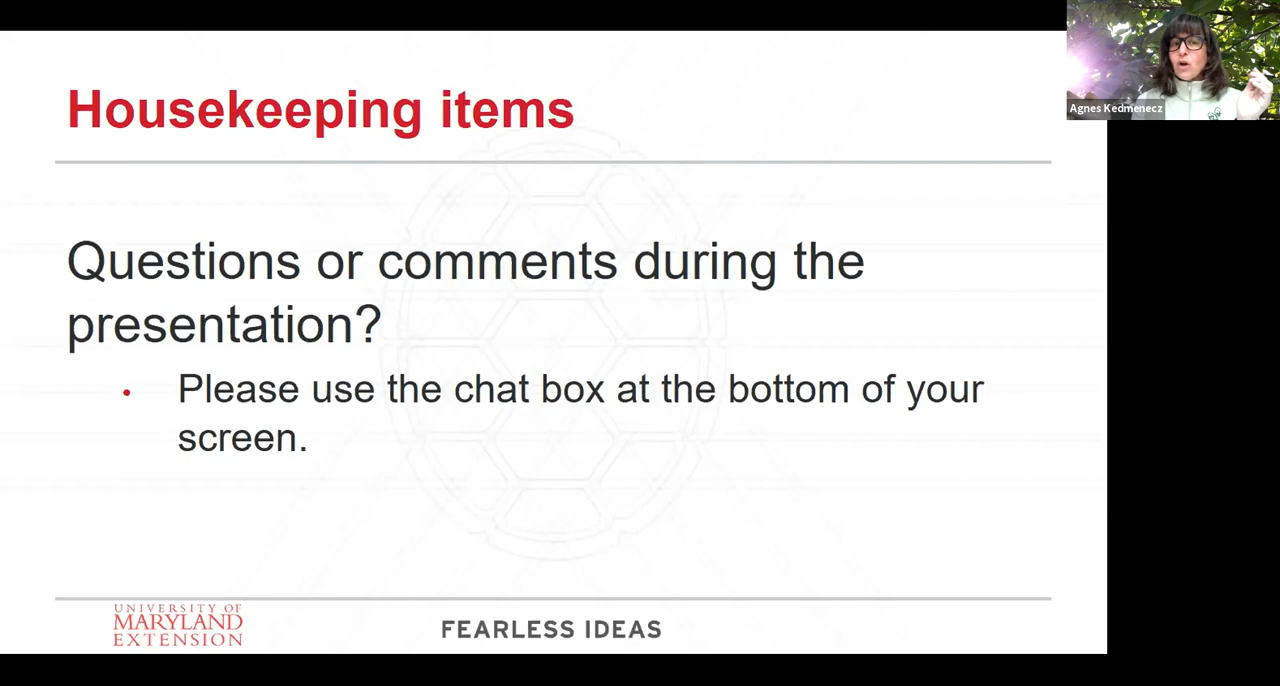 Housekeeping items
Agnes Kedmenecz
Questions or comments during the
presentation?
• Please use the chat box at the bottom of your
screen.
UNIVERSITY OF
MARYLAND
EXTENSION
FEARLESS IDEAS